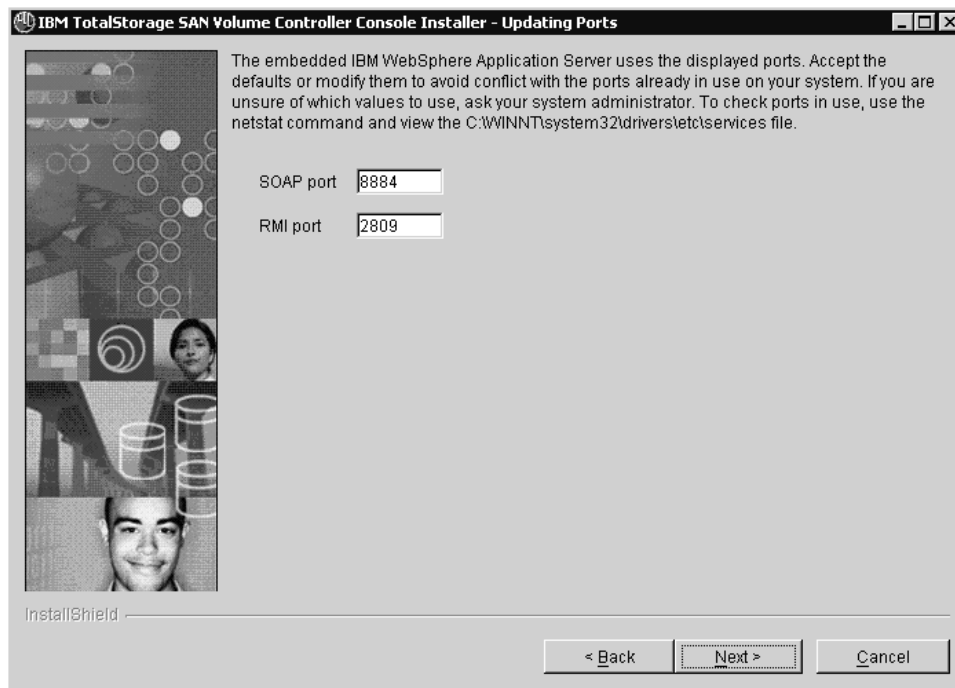 IBM TotalStorage SAN Volume Controller Console Installer - Updating Ports
The embedded IBM WebSphere Application Server uses the displayed ports. Accept the
defaults or modify them to avoid conflict with the ports already in use on your system. If you are
unsure of which values to use, ask your system administrator. To check ports in use, use the
netstat command and view the C:\WINNT\system32\drivers\etc\services file.
SOAP port 8884
RMI port 2809
InstallShield
< Back Next > Cancel